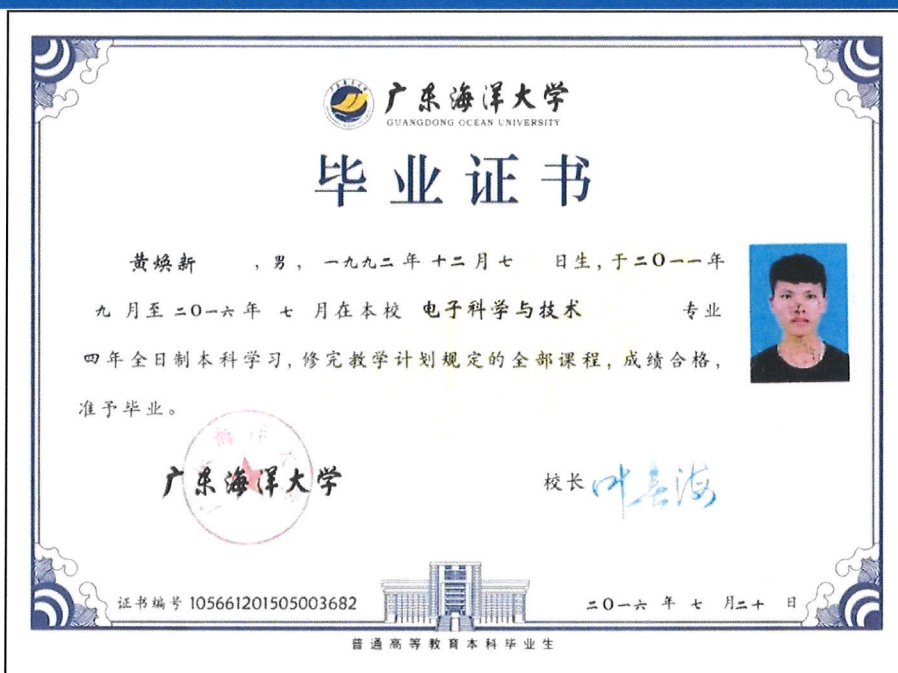 广东海洋大学
GUANGDONG OCEAN UNIVERSITY
毕业证书
黄焕新 ，男，一九九二年十二月七 日生，于二〇一一年
九 月至二〇一六年 七 月在本校 电子科学与技术 专业
四年全日制本科学习，修完教学计划规定的全部课程，成绩合格，
准予毕业。
广东海洋大学
校长
证书编号 105661201505003682
二〇一六 年 七 月二十 日
普通高等教育本科毕业生